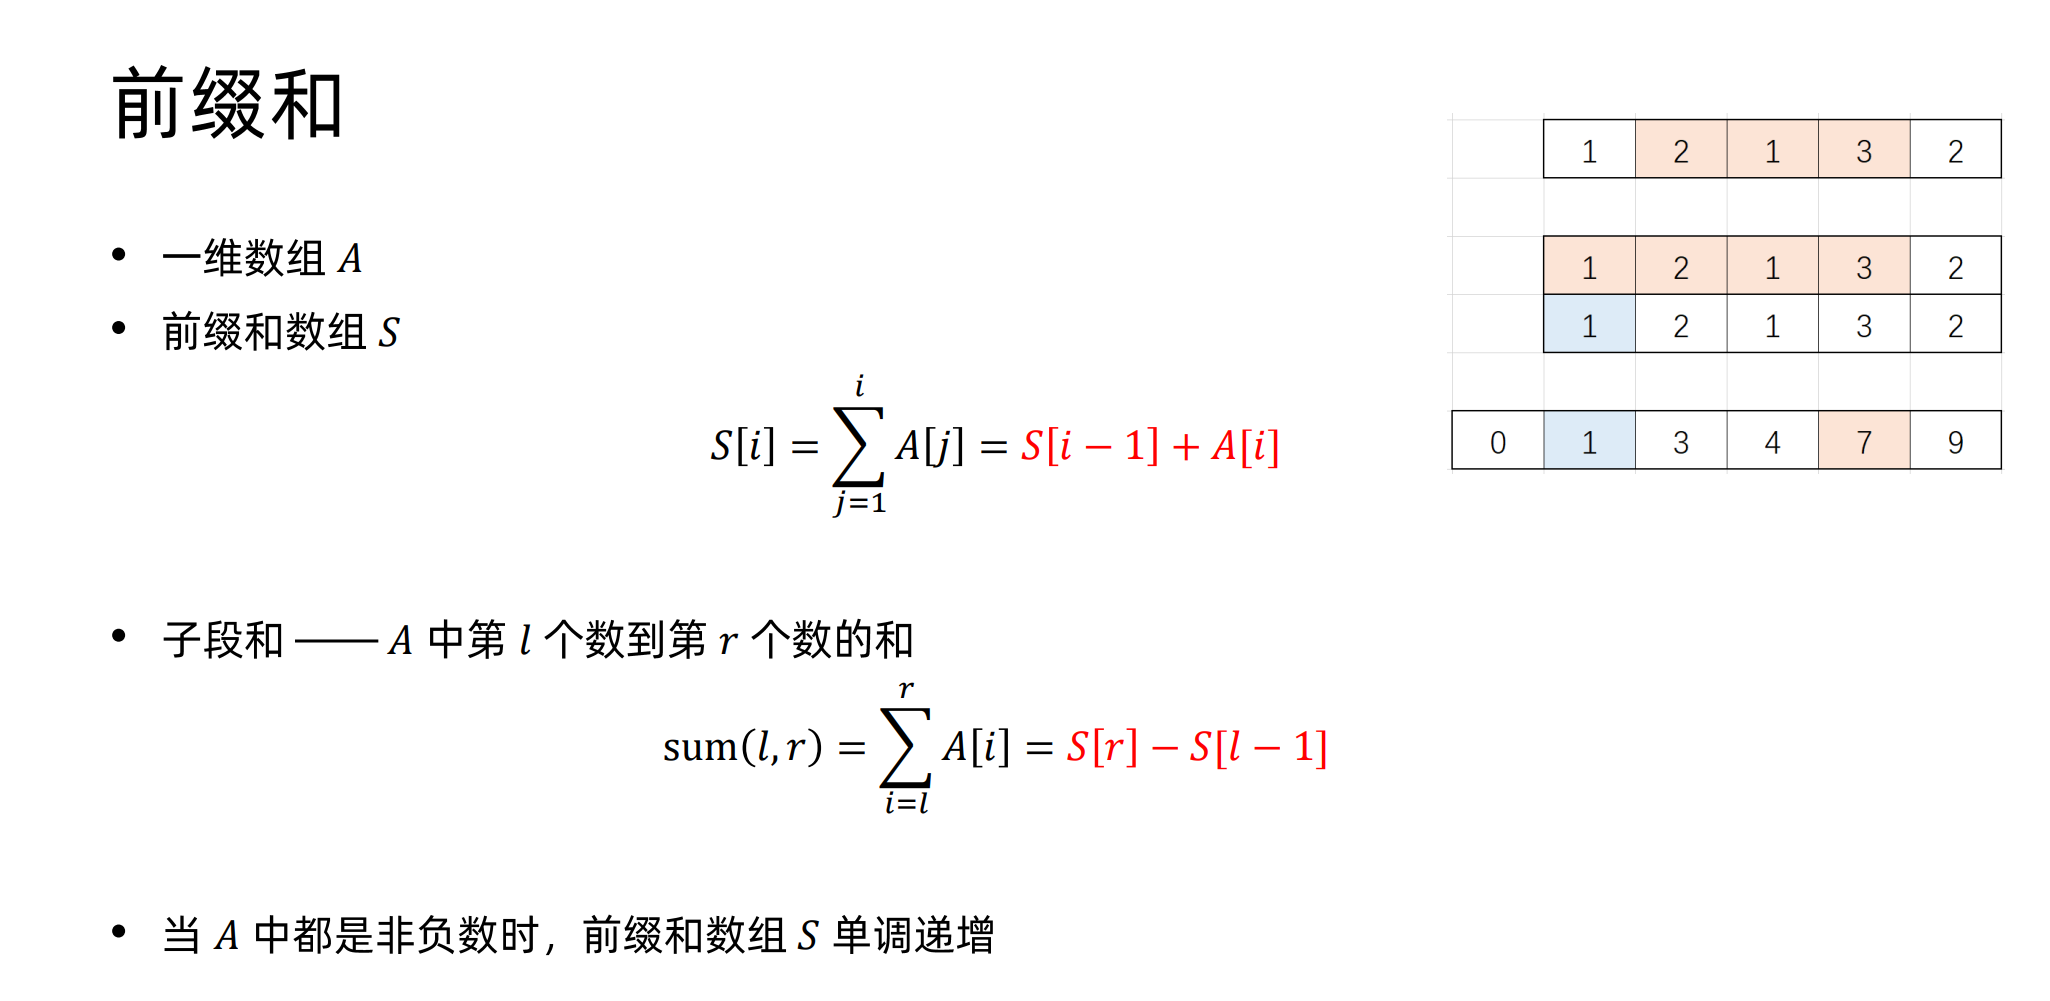 前缀和
• 一维数组 A
• 前缀和数组 S
S[i] = ∑_{j=1}^{i} A[j] = S[i − 1] + A[i]
• 子段和 —— A 中第 l 个数到第 r 个数的和
sum(l, r) = ∑_{i=l}^{r} A[i] = S[r] − S[l − 1]
• 当 A 中都是非负数时，前缀和数组 S 单调递增
1 2 1 3 2
1 2 1 3 2
1 2 1 3 2
0 1 3 4 7 9